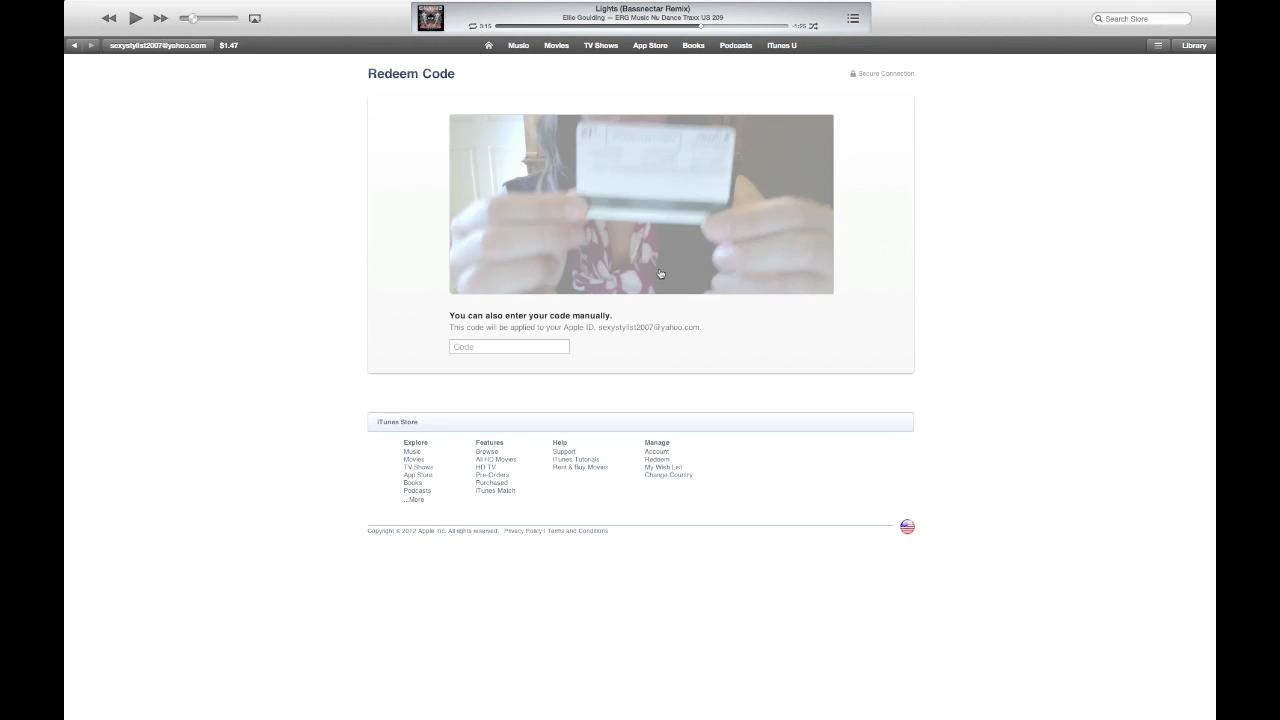 Lights (Bassnectar Remix)
Ellie Goulding — ERG Music Nu Dance Traxx US 209
3:15
-1:25
Search Store
sexystylist2007@yahoo.com
$1.47
Music
Movies
TV Shows
App Store
Books
Podcasts
iTunes U
Library
Redeem Code
Secure Connection
You can also enter your code manually.
This code will be applied to your Apple ID, sexystylist2007@yahoo.com.
Code
iTunes Store
Explore
Music
Movies
TV Shows
App Store
Books
Podcasts
...More
Features
Browse
All HD Movies
HD TV
Pre-Orders
Purchased
iTunes Match
Help
Support
iTunes Tutorials
Rent & Buy Movies
Manage
Account
Redeem
My Wish List
Change Country
Copyright © 2012 Apple Inc. All rights reserved. Privacy Policy | Terms and Conditions